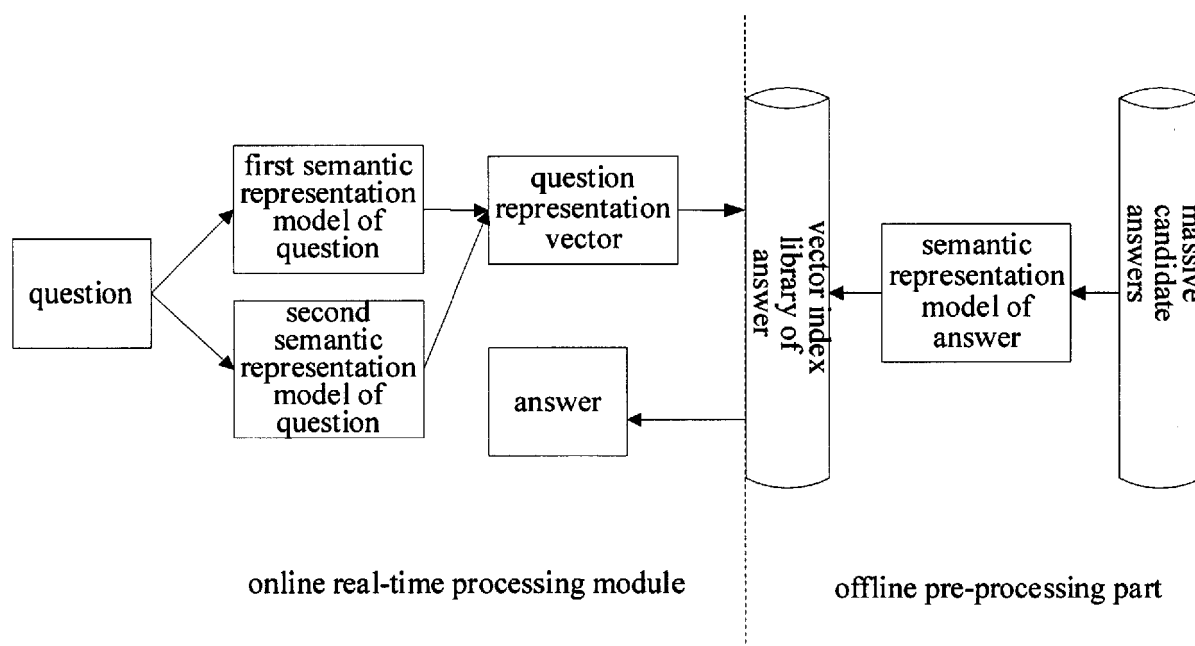 question
first semantic
representation
model of
question
second
semantic
representation
model of
question
question
representation
vector
answer
vector index
library of
answer
semantic
representation
model of
answer
massive
candidate
answers
online real-time processing module
offline pre-processing part